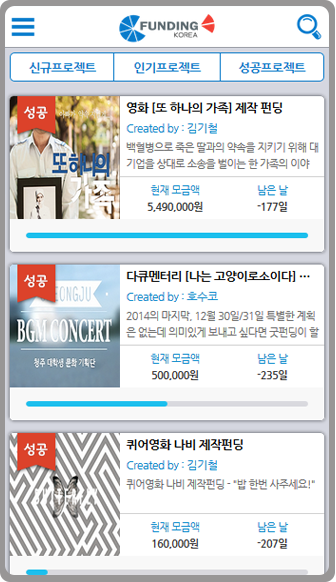 FUNDING
KOREA
신규프로젝트
인기프로젝트
성공프로젝트
성공
또하나의
가족
영화 [또 하나의 가족] 제작 펀딩
Created by : 김기철
백혈병으로 죽은 딸과의 약속을 지키기 위해 대
기업을 상대로 소송을 벌이는 한 가족의 이야
현재 모금액
남은 날
5,490,000원
-177일
성공
EONGJU
BGM CONCERT
청주 대학생 문화 기획단
다큐멘터리 [나는 고양이로소이다] ...
Created by : 호수코
2014의 마지막, 12월 30일/31일 특별한 계획
은 없는데 의미있게 보내고 싶다면 굿펀딩이 할
현재 모금액
남은 날
500,000원
-235일
성공
퀴어영화 나비 제작펀딩
Created by : 김기철
퀴어영화 나비 제작펀딩 - "밥 한번 사주세요!"
현재 모금액
남은 날
160,000원
-207일